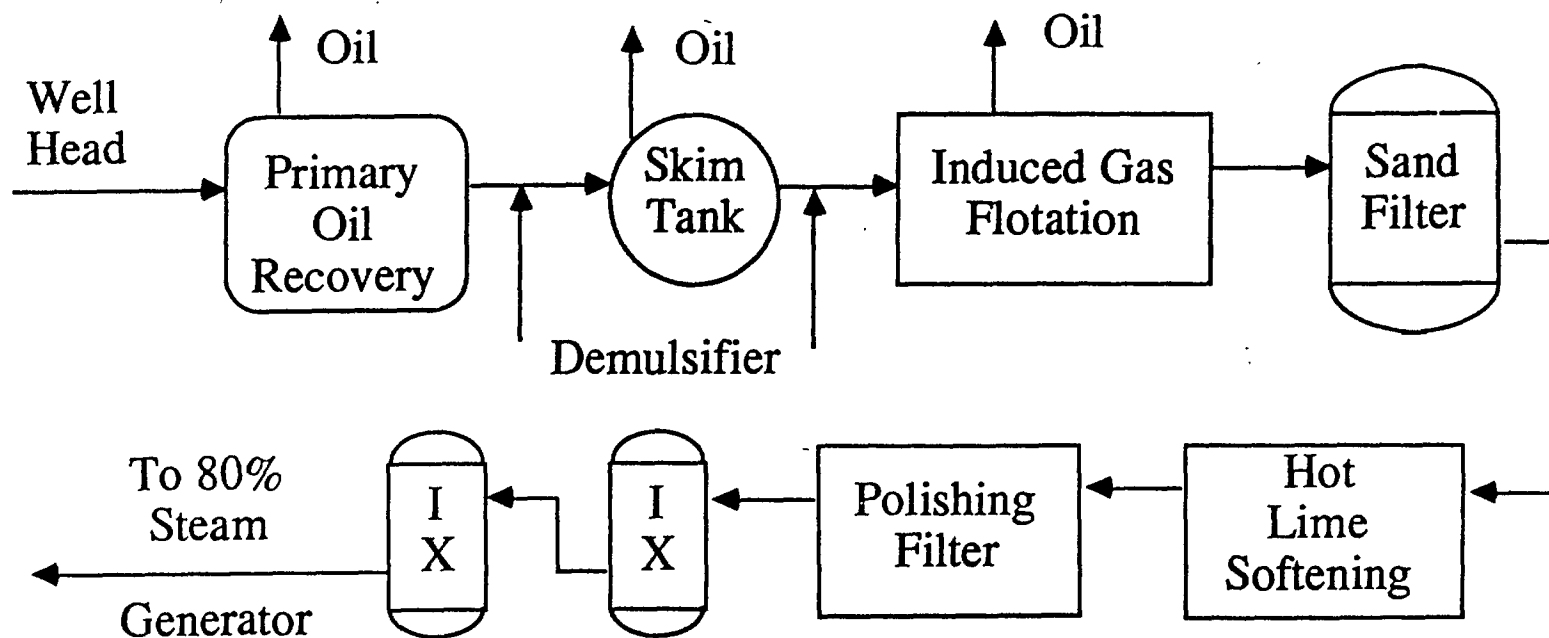 Oil
Oil
Oil
Well
Head
Primary
Oil
Recovery
Skim
Tank
Induced Gas
Flotation
Sand
Filter
Demulsifier
To 80%
Steam
Generator
I
X
I
X
Polishing
Filter
Hot
Lime
Softening